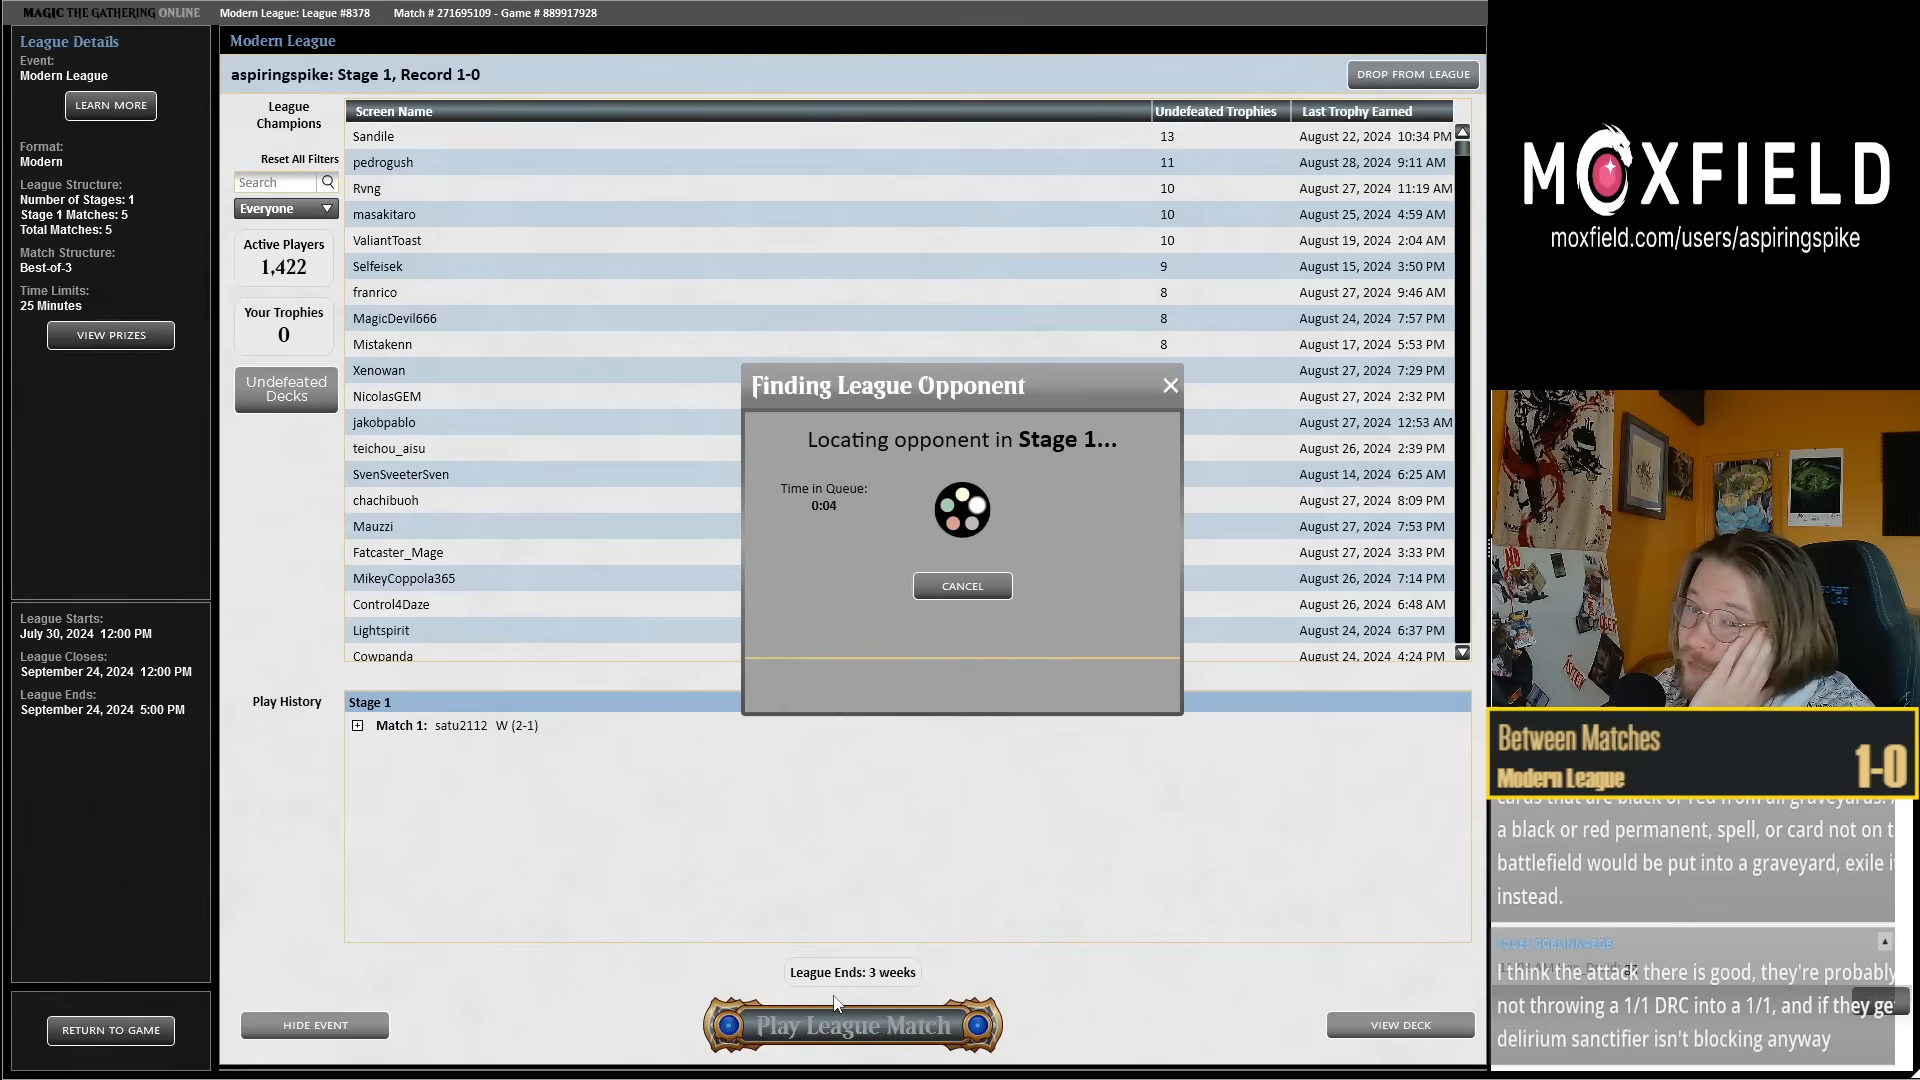 MAGIC THE GATHERING ONLINE
Modern League: League #8378
Match # 271695109 - Game # 889917928
League Details
Event:
Modern League
LEARN MORE
Format:
Modern
League Structure:
Number of Stages: 1
Stage 1 Matches: 5
Total Matches: 5
Match Structure:
Best-of-3
Time Limits:
25 Minutes
VIEW PRIZES
League Starts:
July 30, 2024 12:00 PM
League Closes:
September 24, 2024 12:00 PM
League Ends:
September 24, 2024 5:00 PM
RETURN TO GAME
Modern League
aspiringspike: Stage 1, Record 1-0
DROP FROM LEAGUE
League
Champions
Reset All Filters
Search
Everyone
Active Players
1,422
Your Trophies
0
Undefeated
Decks
Screen Name Undefeated Trophies Last Trophy Earned
Sandile 13 August 22, 2024 10:34 PM
pedrogush 11 August 28, 2024 9:11 AM
Rvng 10 August 27, 2024 11:19 AM
masakitaro 10 August 25, 2024 4:59 AM
ValiantToast 10 August 19, 2024 2:04 AM
Selfeisek 9 August 15, 2024 3:50 PM
franrico 8 August 27, 2024 9:46 AM
MagicDevil666 8 August 24, 2024 7:57 PM
Mistakenn 8 August 17, 2024 5:53 PM
Xenowan August 27, 2024 7:29 PM
NicolasGEM August 27, 2024 2:32 PM
jakobpablo August 27, 2024 12:53 AM
teichou_aisu August 26, 2024 2:39 PM
SvenSveeterSven August 14, 2024 6:25 AM
chachibuoh August 27, 2024 8:09 PM
Mauzzi August 27, 2024 7:53 PM
Fatcaster_Mage August 27, 2024 3:33 PM
MikeyCoppola365 August 26, 2024 7:14 PM
Control4Daze August 26, 2024 6:48 AM
Lightspirit August 24, 2024 6:37 PM
Cowpanda August 24, 2024 4:24 PM
Finding League Opponent
Locating opponent in Stage 1...
Time in Queue:
0:04
CANCEL
Play History
Stage 1
Match 1: satu2112 W (2-1)
League Ends: 3 weeks
HIDE EVENT
Play League Match
VIEW DECK
MOXFIELD
moxfield.com/users/aspiringspike
Between Matches
Modern League
1-0
cards that are black or red from all graveyards.
a black or red permanent, spell, or card not on t
battlefield would be put into a graveyard, exile i
instead.
I think the attack there is good, they're probably
not throwing a 1/1 DRC into a 1/1, and if they ge
delirium sanctifier isn't blocking anyway